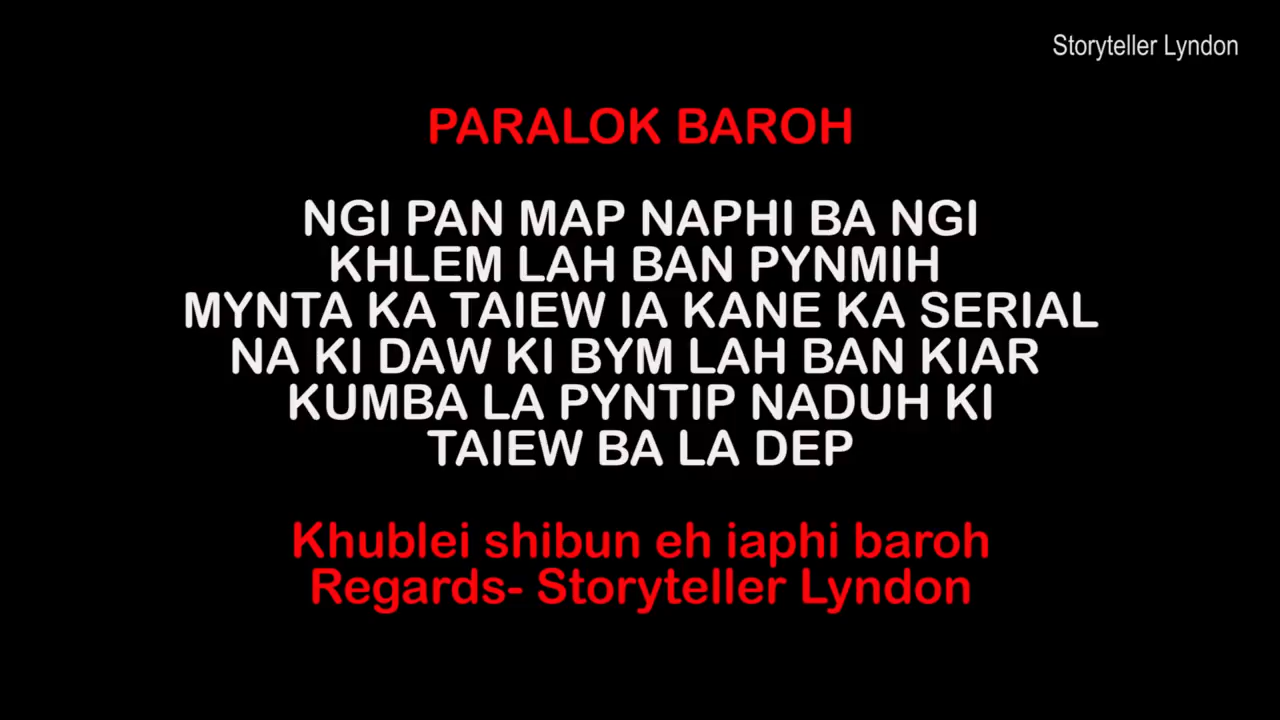 Storyteller Lyndon
PARALOK BAROH
NGI PAN MAP NAPHI BA NGI
KHLEM LAH BAN PYNMIH
MYNTA KA TAIEW IA KANE KA SERIAL
NA KI DAW KI BYM LAH BAN KIAR
KUMBA LA PYNTIP NADUH KI
TAIEW BA LA DEP
Khublei shibun eh iaphi baroh
Regards- Storyteller Lyndon